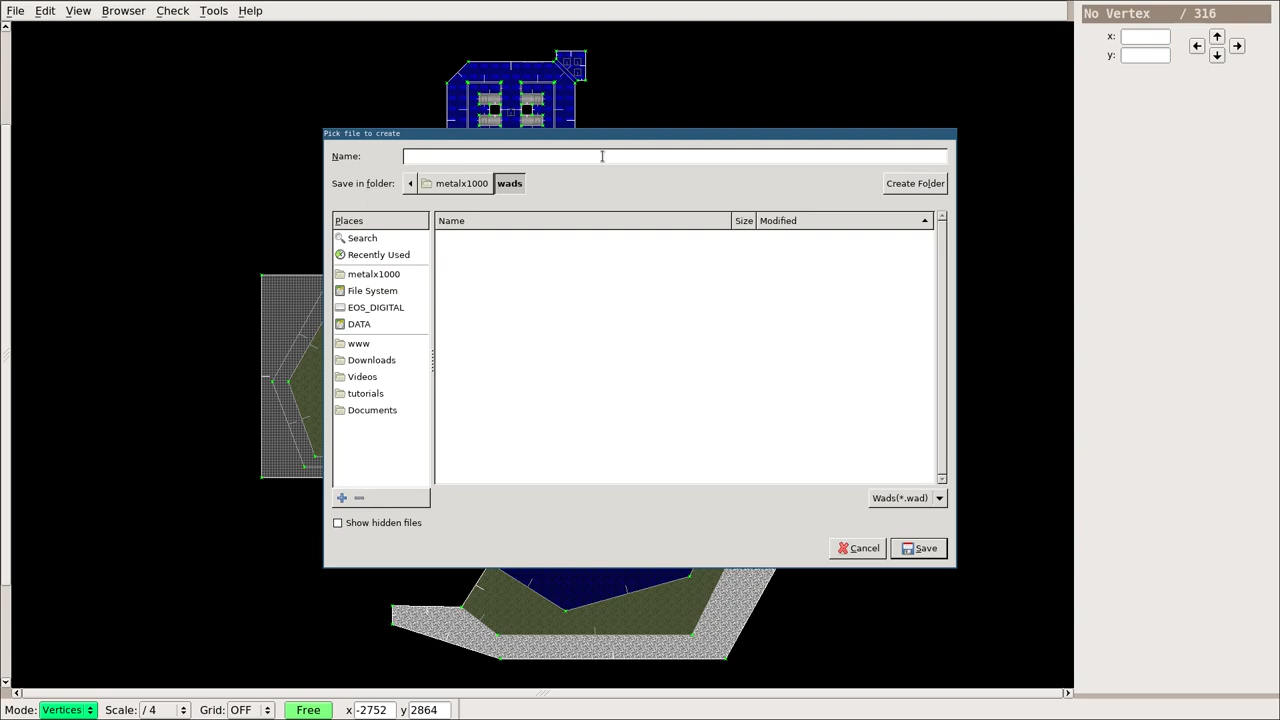 File Edit View Browser Check Tools Help
No Vertex / 316
x:
y:
Pick file to create
Name:
Save in folder: metalx1000 wads Create Folder
Places
Search
Recently Used
metalx1000
File System
EOS_DIGITAL
DATA
www
Downloads
Videos
tutorials
Documents
Name Size Modified
Wads(*.wad)
Show hidden files
Cancel Save
Mode: Vertices Scale: / 4 Grid: OFF Free x -2752 y 2864